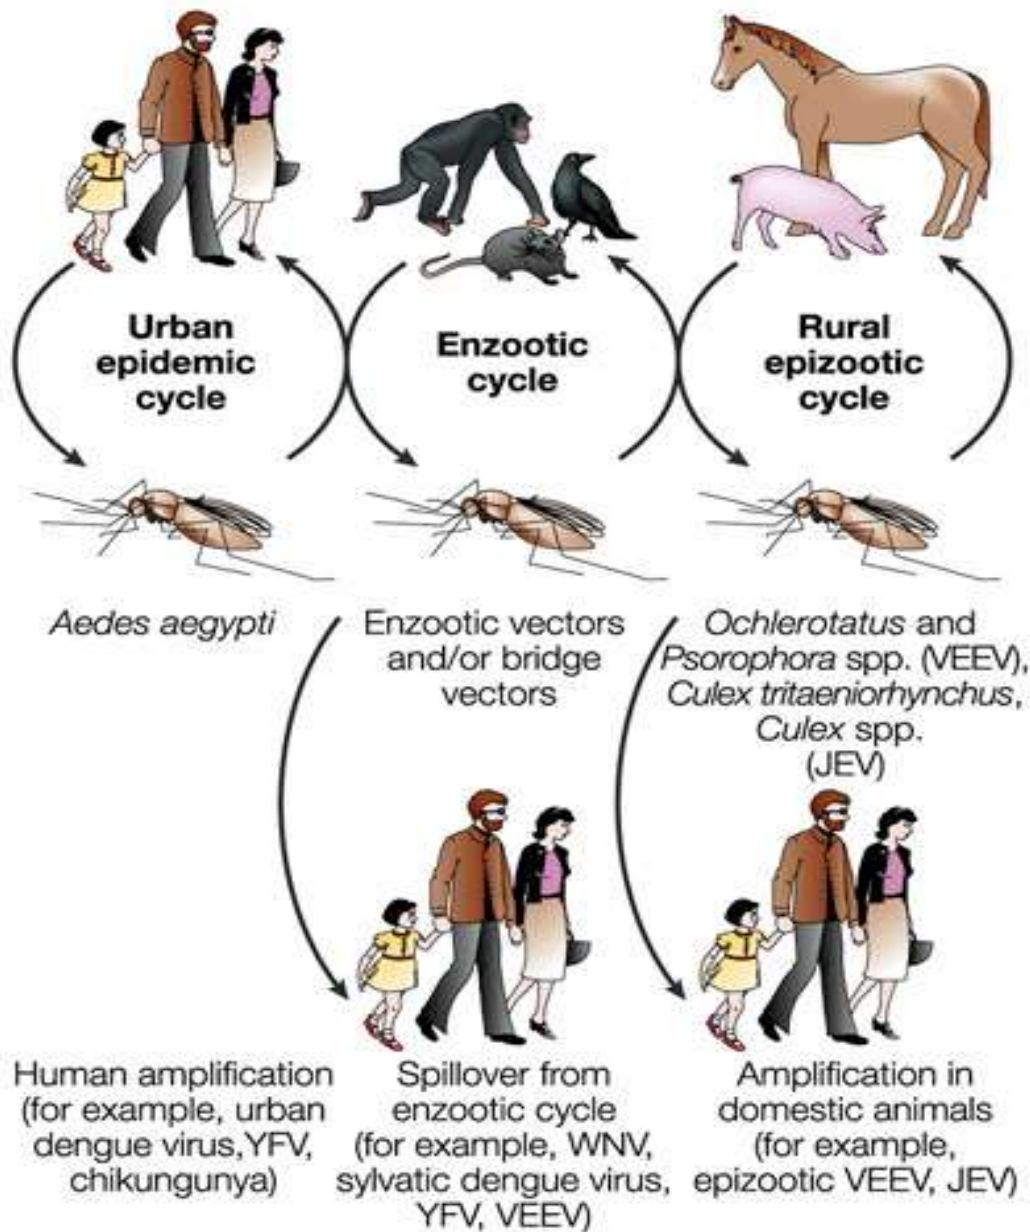 Urban
epidemic
cycle
Enzootic
cycle
Rural
epizootic
cycle
Aedes aegypti
Enzootic vectors
and/or bridge
vectors
Ochlerotatus and
Psorophora spp. (VEEV),
Culex tritaeniorhynchus,
Culex spp.
(JEV)
Human amplification
(for example, urban
dengue virus,YFV,
chikungunya)
Spillover from
enzootic cycle
(for example, WNV,
sylvatic dengue virus,
YFV, VEEV)
Amplification in
domestic animals
(for example,
epizootic VEEV, JEV)